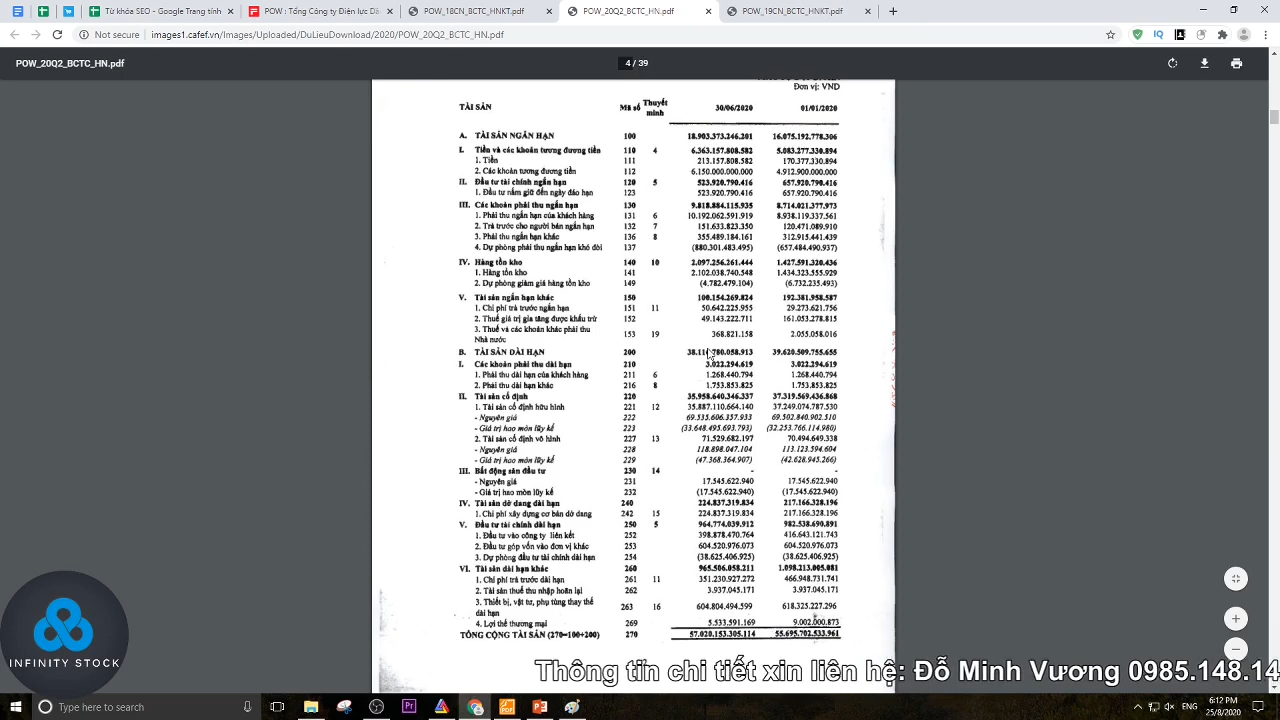 Từ khóa SEO - Google Tran
POW : Tổng Công ty Điện lực Dầ
POW_18CN_BCTC_HNKT.pdf
POW_20Q2_BCTC_HN.pdf
POW_19CN_BCTC_HNKT.pdf
Not secure
images1.cafef.vn/Images/Uploaded/DuLieuDownload/2020/POW_20Q2_BCTC_HN.pdf
POW_20Q2_BCTC_HN.pdf
4 / 39
Đơn vị: VND
TÀI SẢN Mã số Thuyết minh 30/06/2020 01/01/2020
A. TÀI SẢN NGẮN HẠN 100 18.903.373.246.201 16.075.192.778.306
I. Tiền và các khoản tương đương tiền 110 4 6.363.157.808.582 5.083.277.330.894
1. Tiền 111 213.157.808.582 170.377.330.894
2. Các khoản tương đương tiền 112 6.150.000.000.000 4.912.900.000.000
II. Đầu tư tài chính ngắn hạn 120 5 523.920.790.416 657.920.790.416
1. Đầu tư nắm giữ đến ngày đáo hạn 123 523.920.790.416 657.920.790.416
III. Các khoản phải thu ngắn hạn 130 9.818.884.115.935 8.714.021.377.973
1. Phải thu ngắn hạn của khách hàng 131 6 10.192.062.591.919 8.938.119.337.561
2. Trả trước cho người bán ngắn hạn 132 7 151.633.823.350 120.471.089.910
3. Phải thu ngắn hạn khác 136 8 355.489.184.161 312.915.441.439
4. Dự phòng phải thu ngắn hạn khó đòi 137 (880.301.483.495) (657.484.490.937)
IV. Hàng tồn kho 140 10 2.097.256.261.444 1.427.591.320.436
1. Hàng tồn kho 141 2.102.038.740.548 1.434.323.555.929
2. Dự phòng giảm giá hàng tồn kho 149 (4.782.479.104) (6.732.235.493)
V. Tài sản ngắn hạn khác 150 100.154.269.824 192.381.958.587
1. Chi phí trả trước ngắn hạn 151 11 50.642.225.955 29.273.621.756
2. Thuế giá trị gia tăng được khấu trừ 152 49.143.222.711 161.053.278.815
3. Thuế và các khoản khác phải thu Nhà nước 153 19 368.821.158 2.055.058.016
B. TÀI SẢN DÀI HẠN 200 780.058.913 39.620.509.755.655
I. Các khoản phải thu dài hạn 210 3.022.294.619 3.022.294.619
1. Phải thu dài hạn của khách hàng 211 6 1.268.440.794 1.268.440.794
2. Phải thu dài hạn khác 216 8 1.753.853.825 1.753.853.825
II. Tài sản cố định 220 35.958.640.346.337 37.319.569.436.868
1. Tài sản cố định hữu hình 221 12 35.887.110.664.140 37.249.074.787.530
- Nguyên giá 222 69.535.606.357.933 69.502.840.902.510
- Giá trị hao mòn lũy kế 223 (33.648.495.693.793) (32.253.766.114.980)
2. Tài sản cố định vô hình 227 13 71.529.682.197 70.494.649.338
- Nguyên giá 228 118.898.047.104 113.123.594.604
- Giá trị hao mòn lũy kế 229 (47.368.364.907) (42.628.945.266)
III. Bất động sản đầu tư 230 14 - -
- Nguyên giá 231 17.545.622.940 17.545.622.940
- Giá trị hao mòn lũy kế 232 (17.545.622.940) (17.545.622.940)
IV. Tài sản dở dang dài hạn 240 224.837.319.834 217.166.328.196
1. Chi phí xây dựng cơ bản dở dang 242 15 224.837.319.834 217.166.328.196
V. Đầu tư tài chính dài hạn 250 5 964.774.039.912 982.538.690.891
1. Đầu tư vào công ty liên kết 252 398.878.470.764 416.643.121.743
2. Đầu tư góp vốn vào đơn vị khác 253 604.520.976.073 604.520.976.073
3. Dự phòng đầu tư tài chính dài hạn 254 (38.625.406.925) (38.625.406.925)
VI. Tài sản dài hạn khác 260 965.506.058.211 1.098.213.005.081
1. Chi phí trả trước dài hạn 261 11 351.230.927.272 466.948.731.741
2. Tài sản thuế thu nhập hoãn lại 262 3.937.045.171 3.937.045.171
3. Thiết bị, vật tư, phụ tùng thay thế dài hạn 263 16 604.804.494.599 618.325.227.296
4. Lợi thế thương mại 269 5.533.591.169 9.002.000.873
TỔNG CỘNG TÀI SẢN (270=100+200) 270 57.020.153.305.114 55.695.702.533.961
INFINITY STOCK
Thông tin chi tiết xin liên hệ: Đỗ Minh Vương 0985.148.14
Type here to search
6:12 PM
25/8/2020